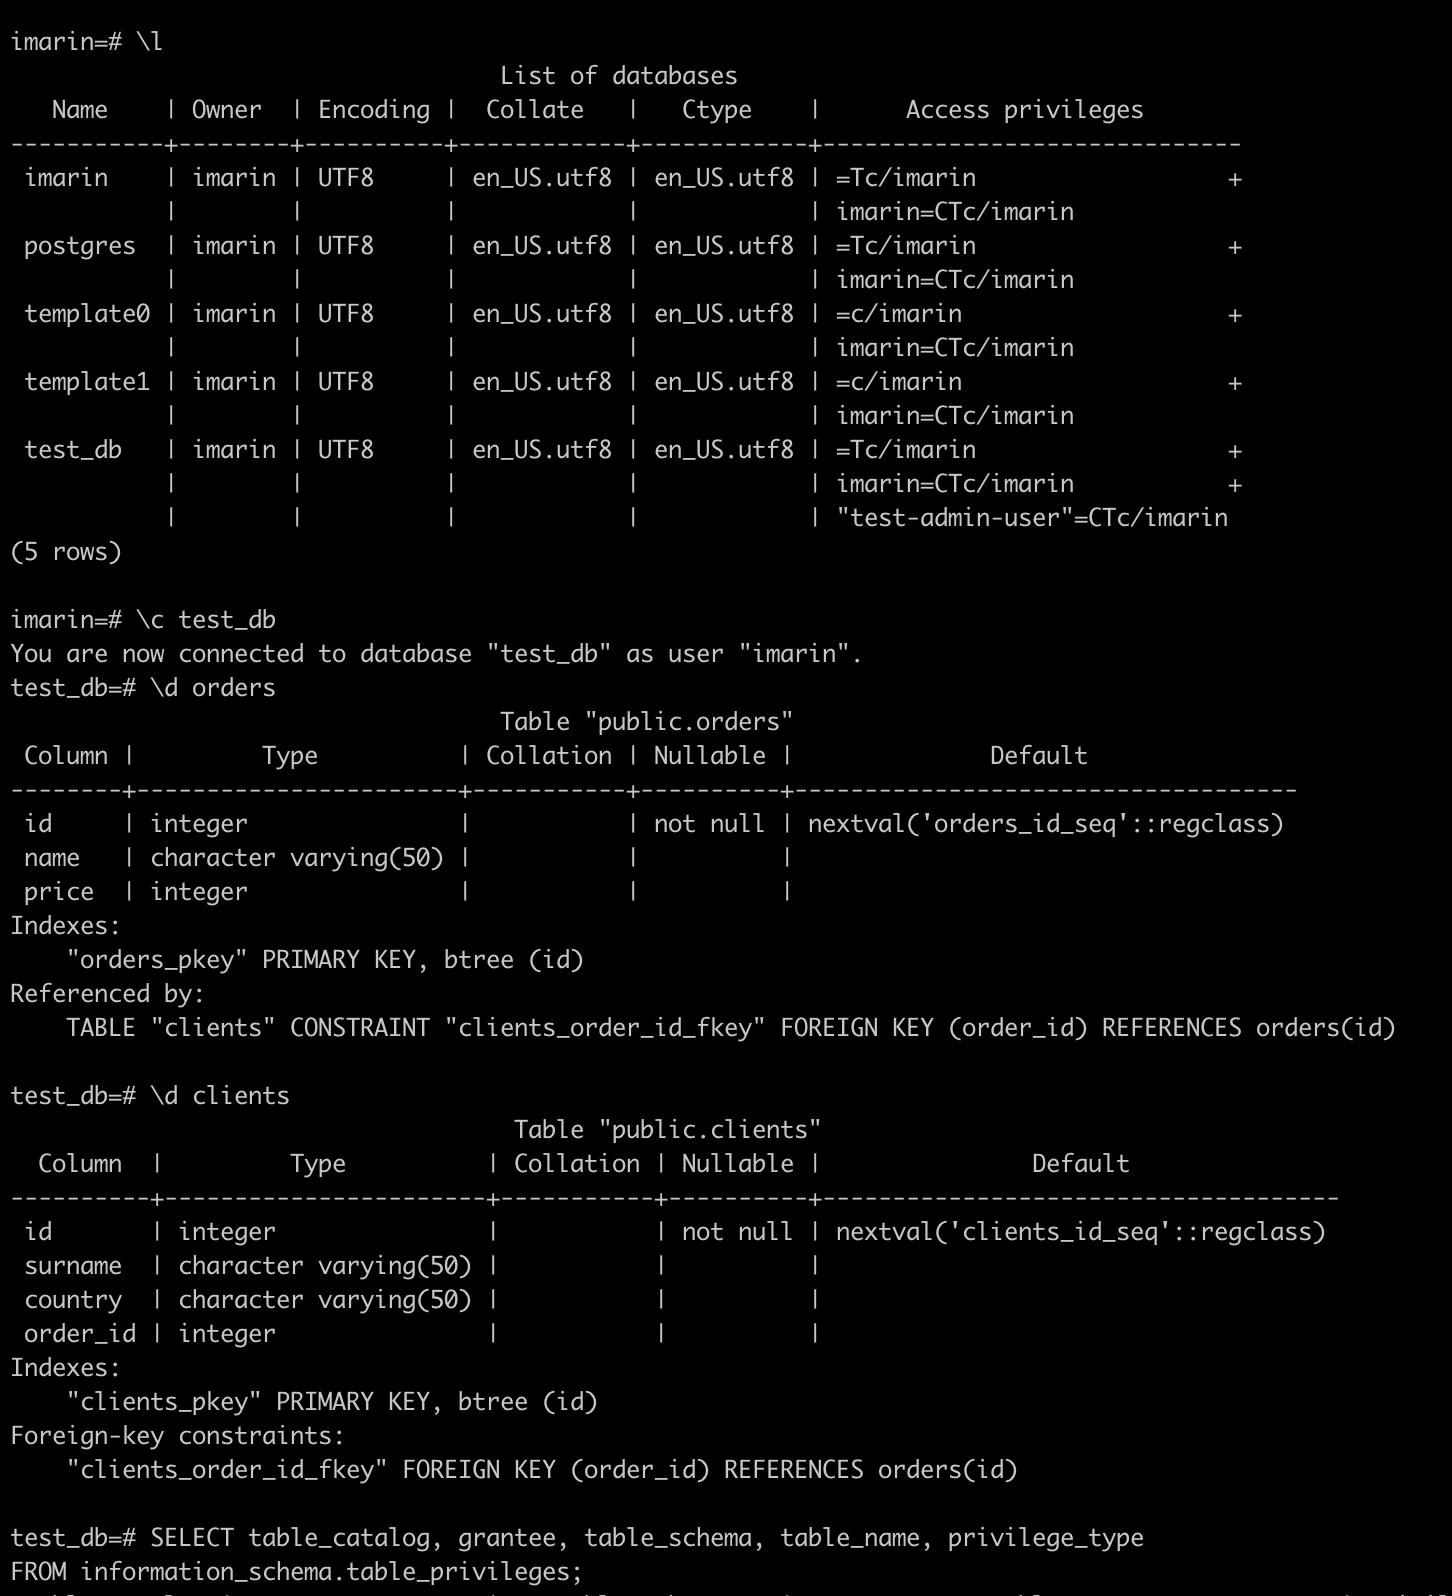 imarin=# \l
                                   List of databases
   Name    | Owner  | Encoding |  Collate   |   Ctype    |      Access privileges
-----------+--------+----------+------------+------------+------------------------------
 imarin    | imarin | UTF8     | en_US.utf8 | en_US.utf8 | =Tc/imarin                  +
           |        |          |            |            | imarin=CTc/imarin
 postgres  | imarin | UTF8     | en_US.utf8 | en_US.utf8 | =Tc/imarin                  +
           |        |          |            |            | imarin=CTc/imarin
 template0 | imarin | UTF8     | en_US.utf8 | en_US.utf8 | =c/imarin                   +
           |        |          |            |            | imarin=CTc/imarin
 template1 | imarin | UTF8     | en_US.utf8 | en_US.utf8 | =c/imarin                   +
           |        |          |            |            | imarin=CTc/imarin
 test_db   | imarin | UTF8     | en_US.utf8 | en_US.utf8 | =Tc/imarin                  +
           |        |          |            |            | imarin=CTc/imarin           +
           |        |          |            |            | "test-admin-user"=CTc/imarin
(5 rows)

imarin=# \c test_db
You are now connected to database "test_db" as user "imarin".
test_db=# \d orders
                                   Table "public.orders"
 Column |         Type          | Collation | Nullable |              Default
--------+-----------------------+-----------+----------+------------------------------------
 id     | integer               |           | not null | nextval('orders_id_seq'::regclass)
 name   | character varying(50) |           |          |
 price  | integer               |           |          |
Indexes:
    "orders_pkey" PRIMARY KEY, btree (id)
Referenced by:
    TABLE "clients" CONSTRAINT "clients_order_id_fkey" FOREIGN KEY (order_id) REFERENCES orders(id)

test_db=# \d clients
                                    Table "public.clients"
  Column  |         Type          | Collation | Nullable |               Default
----------+-----------------------+-----------+----------+-------------------------------------
 id       | integer               |           | not null | nextval('clients_id_seq'::regclass)
 surname  | character varying(50) |           |          |
 country  | character varying(50) |           |          |
 order_id | integer               |           |          |
Indexes:
    "clients_pkey" PRIMARY KEY, btree (id)
Foreign-key constraints:
    "clients_order_id_fkey" FOREIGN KEY (order_id) REFERENCES orders(id)

test_db=# SELECT table_catalog, grantee, table_schema, table_name, privilege_type
FROM information_schema.table_privileges;